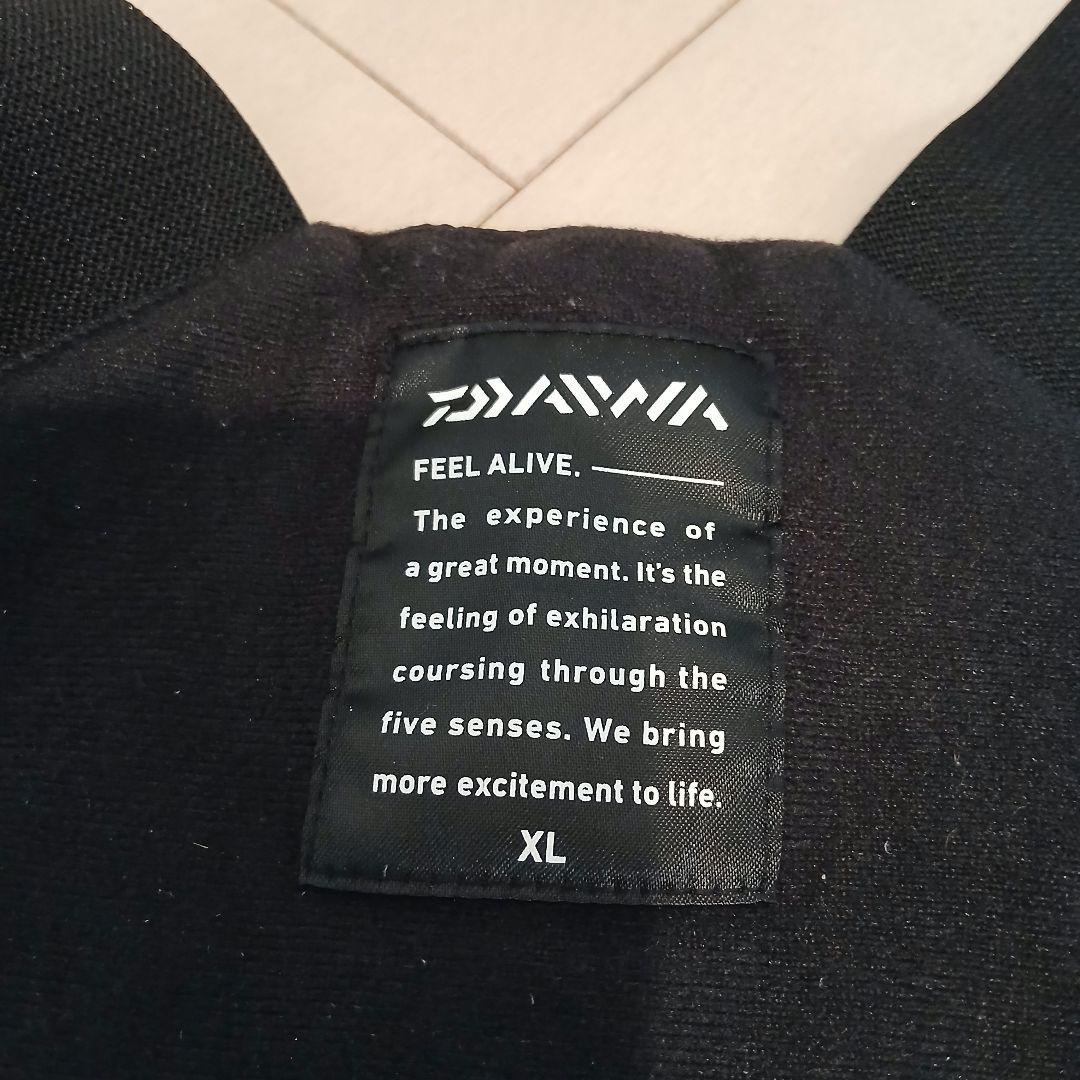 DAIWA
FEEL ALIVE.
The experience of
a great moment. It's the
feeling of exhilaration
coursing through the
five senses. We bring
more excitement to life.
XL